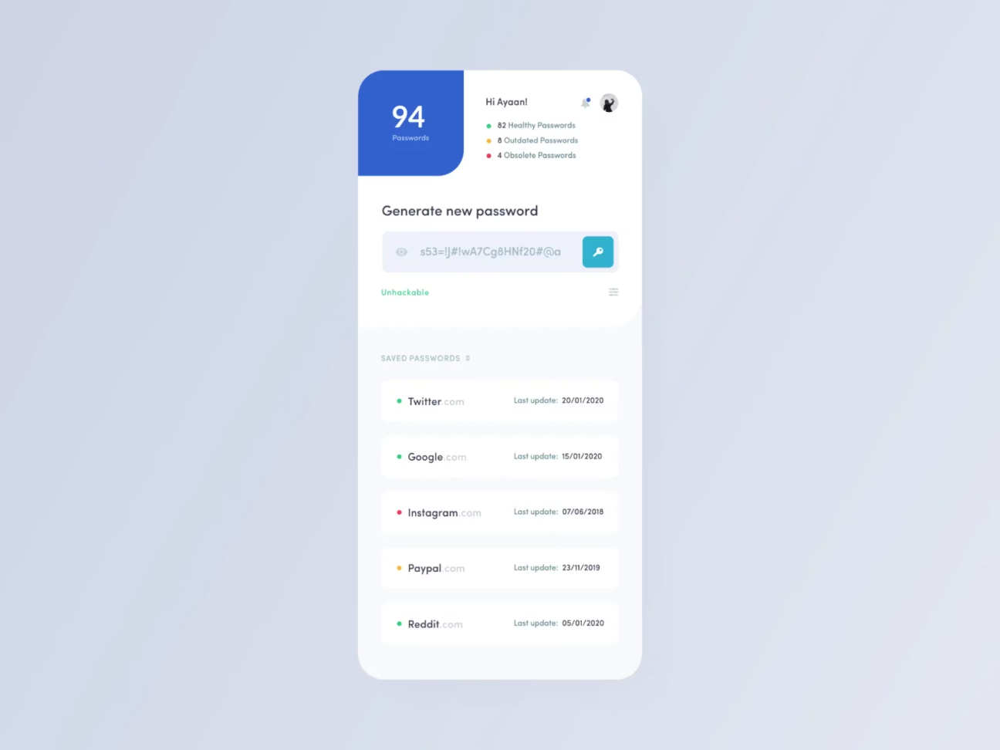 94
Passwords
Hi Ayaan!
82 Healthy Passwords
8 Outdated Passwords
4 Obsolete Passwords
Generate new password
s53=!J#!wA7Cg8HNf20#@a
Unhackable
SAVED PASSWORDS
Twitter.com Last update: 20/01/2020
Google.com Last update: 15/01/2020
Instagram.com Last update: 07/06/2018
Paypal.com Last update: 23/11/2019
Reddit.com Last update: 05/01/2020